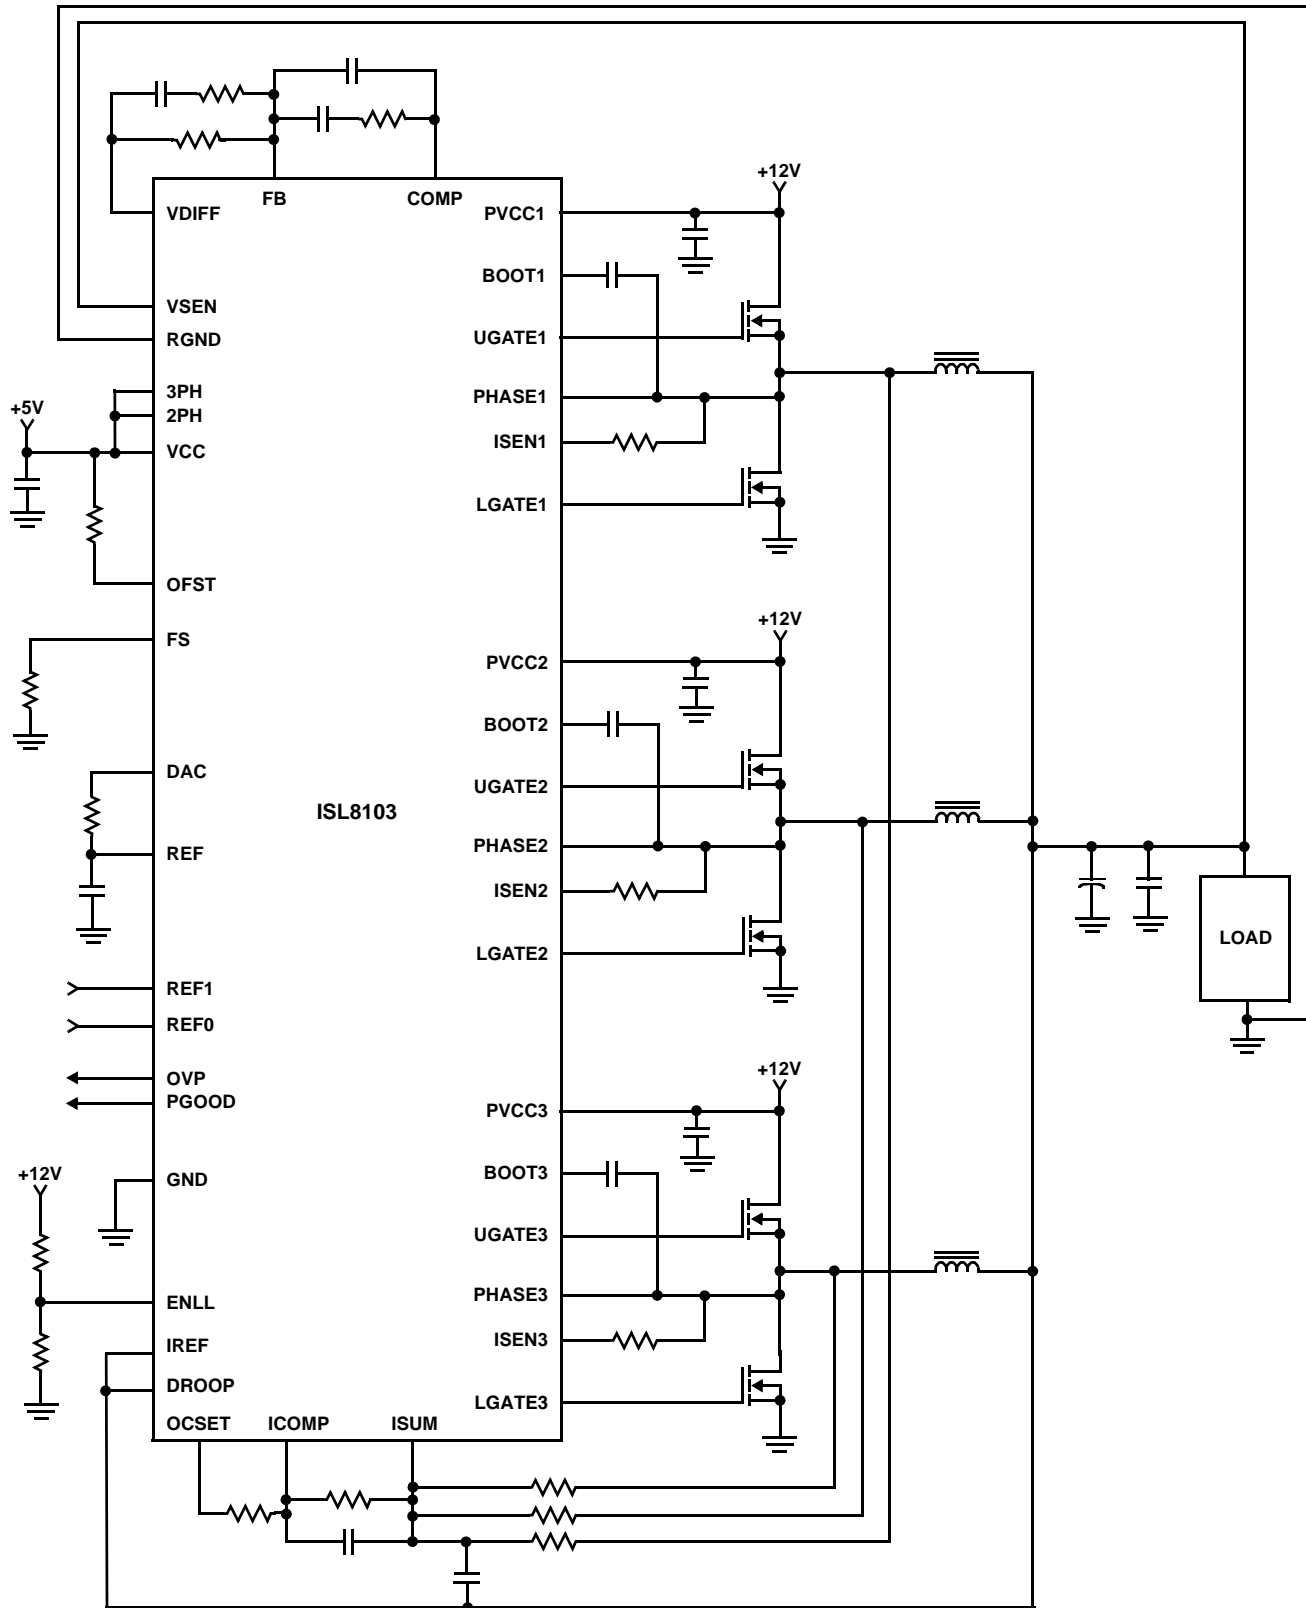 FB
COMP
VDIFF
VSEN
RGND
3PH
2PH
VCC
+5V
OFST
FS
DAC
REF
REF1
REF0
OVP
PGOOD
GND
+12V
ENLL
IREF
DROOP
OCSET
ICOMP
ISUM
ISL8103
+12V
PVCC1
BOOT1
UGATE1
PHASE1
ISEN1
LGATE1
+12V
PVCC2
BOOT2
UGATE2
PHASE2
ISEN2
LGATE2
+12V
PVCC3
BOOT3
UGATE3
PHASE3
ISEN3
LGATE3
LOAD